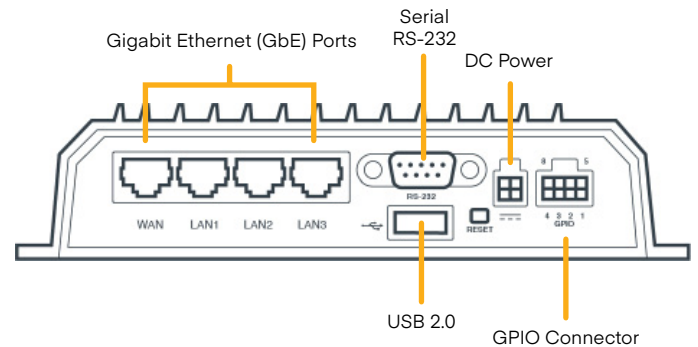 Serial
RS-232
Gigabit Ethernet (GbE) Ports
DC Power
8 5
RS-232
WAN LAN1 LAN2 LAN3
RESET
4 3 2 1
GPIO
USB 2.0
GPIO Connector